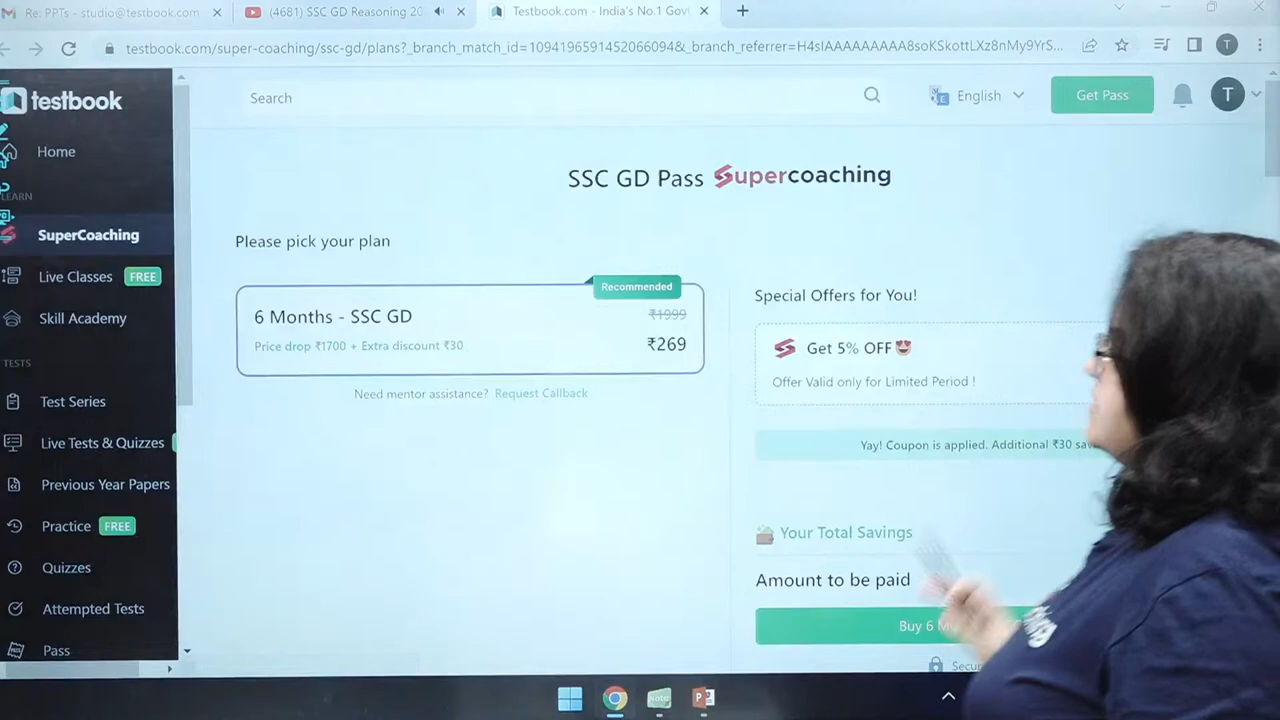 Re: PPTs - studio@testbook.com
(4681) SSC GD Reasoning 20
Testbook.com - India's No.1 Gov
testbook.com/super-coaching/ssc-gd/plans?_branch_match_id=1094196591452066094&_branch_referrer=H4sIAAAAAAAAA8soKSkottLXz8nMy9Yr5...
T
testbook
Search
English
Get Pass
T
Home
LEARN
SuperCoaching
Live Classes FREE
Skill Academy
TESTS
Test Series
Live Tests & Quizzes
Previous Year Papers
Practice FREE
Quizzes
Attempted Tests
Pass
SSC GD Pass Supercoaching
Please pick your plan
Recommended
6 Months - SSC GD ₹1999
Price drop ₹1700 + Extra discount ₹30 ₹269
Need mentor assistance? Request Callback
Special Offers for You!
Get 5% OFF
Offer Valid only for Limited Period !
Yay! Coupon is applied. Additional ₹30
Your Total Savings
Amount to be paid
Buy 6